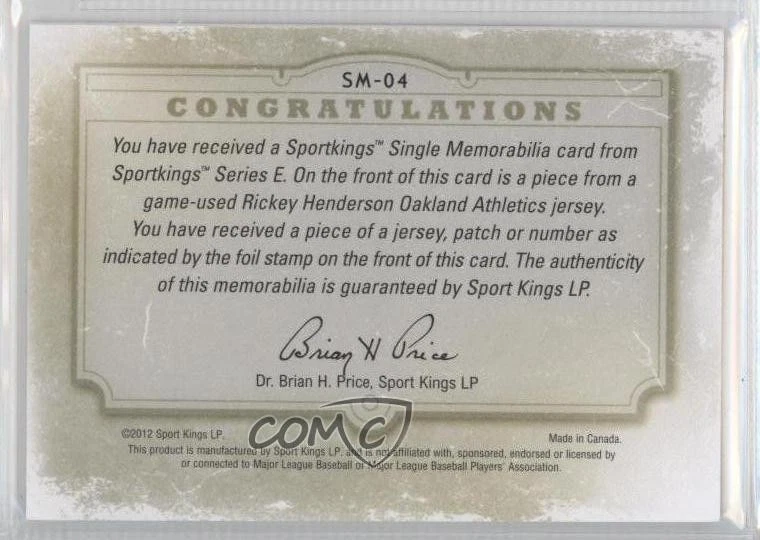 SM-04
CONGRATULATIONS
You have received a Sportkings™ Single Memorabilia card from
Sportkings™ Series E. On the front of this card is a piece from a
game-used Rickey Henderson Oakland Athletics jersey.
You have received a piece of a jersey, patch or number as
indicated by the foil stamp on the front of this card. The authenticity
of this memorabilia is guaranteed by Sport Kings LP.
Brian H Price
Dr. Brian H. Price, Sport Kings LP
©2012 Sport Kings LP.
Made in Canada.
COMC
This product is manufactured by Sport Kings LP. and is not affiliated with, sponsored, endorsed or licensed by
or connected to Major League Baseball or Major League Baseball Players' Association.